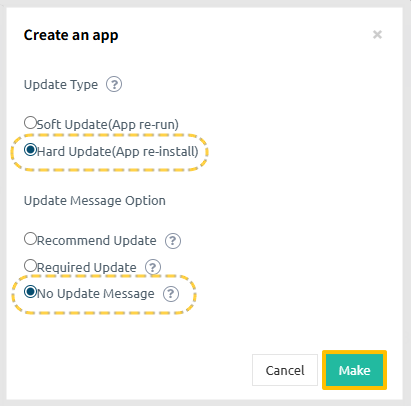 Create an app
×
Update Type ?
Soft Update(App re-run)
Hard Update(App re-install)
Update Message Option
Recommend Update ?
Required Update ?
No Update Message ?
Cancel Make